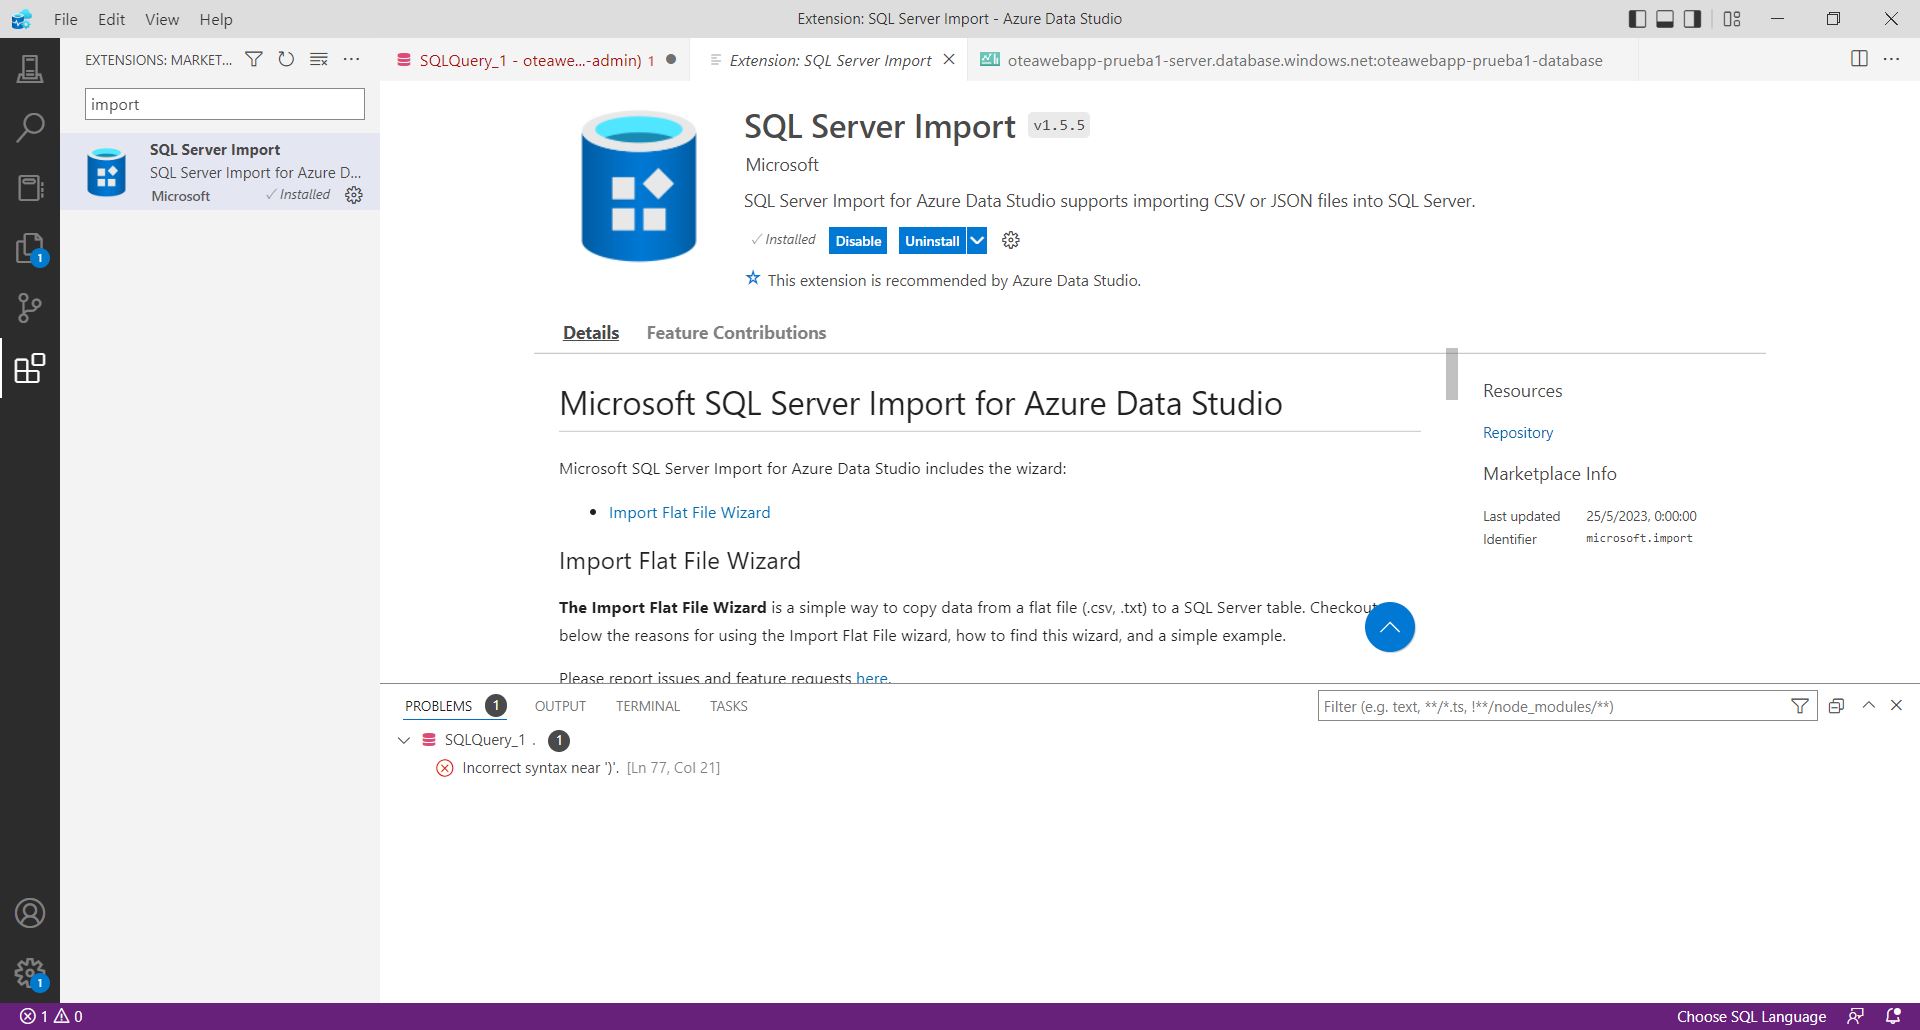 File Edit View Help
Extension: SQL Server Import - Azure Data Studio
EXTENSIONS: MARKET...
import
SQL Server Import
SQL Server Import for Azure D...
Microsoft ✓ Installed
SQLQuery_1 - oteawe...-admin) 1
Extension: SQL Server Import
oteawebapp-prueba1-server.database.windows.net:oteawebapp-prueba1-database
SQL Server Import v1.5.5
Microsoft
SQL Server Import for Azure Data Studio supports importing CSV or JSON files into SQL Server.
✓ Installed Disable Uninstall
This extension is recommended by Azure Data Studio.
Details Feature Contributions
Microsoft SQL Server Import for Azure Data Studio
Microsoft SQL Server Import for Azure Data Studio includes the wizard:
• Import Flat File Wizard
Import Flat File Wizard
The Import Flat File Wizard is a simple way to copy data from a flat file (.csv, .txt) to a SQL Server table. Checkout
below the reasons for using the Import Flat File wizard, how to find this wizard, and a simple example.
Please report issues and feature requests here.
Resources
Repository
Marketplace Info
Last updated 25/5/2023, 0:00:00
Identifier microsoft.import
PROBLEMS 1 OUTPUT TERMINAL TASKS
Filter (e.g. text, **/*.ts, !**/node_modules/**)
SQLQuery_1 . 1
Incorrect syntax near ')'. [Ln 77, Col 21]
1
1
1 0
Choose SQL Language